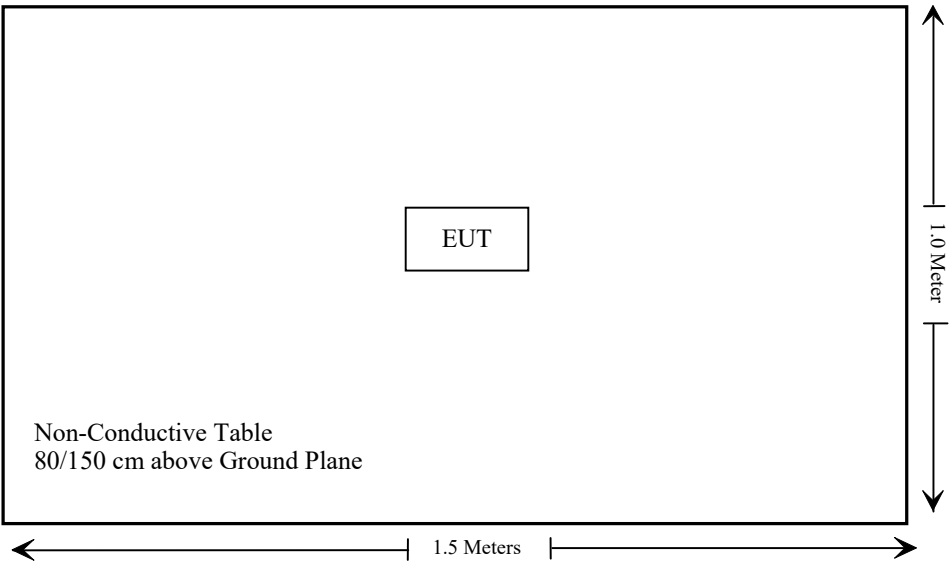 EUT
1.0 Meter
Non-Conductive Table
80/150 cm above Ground Plane
1.5 Meters